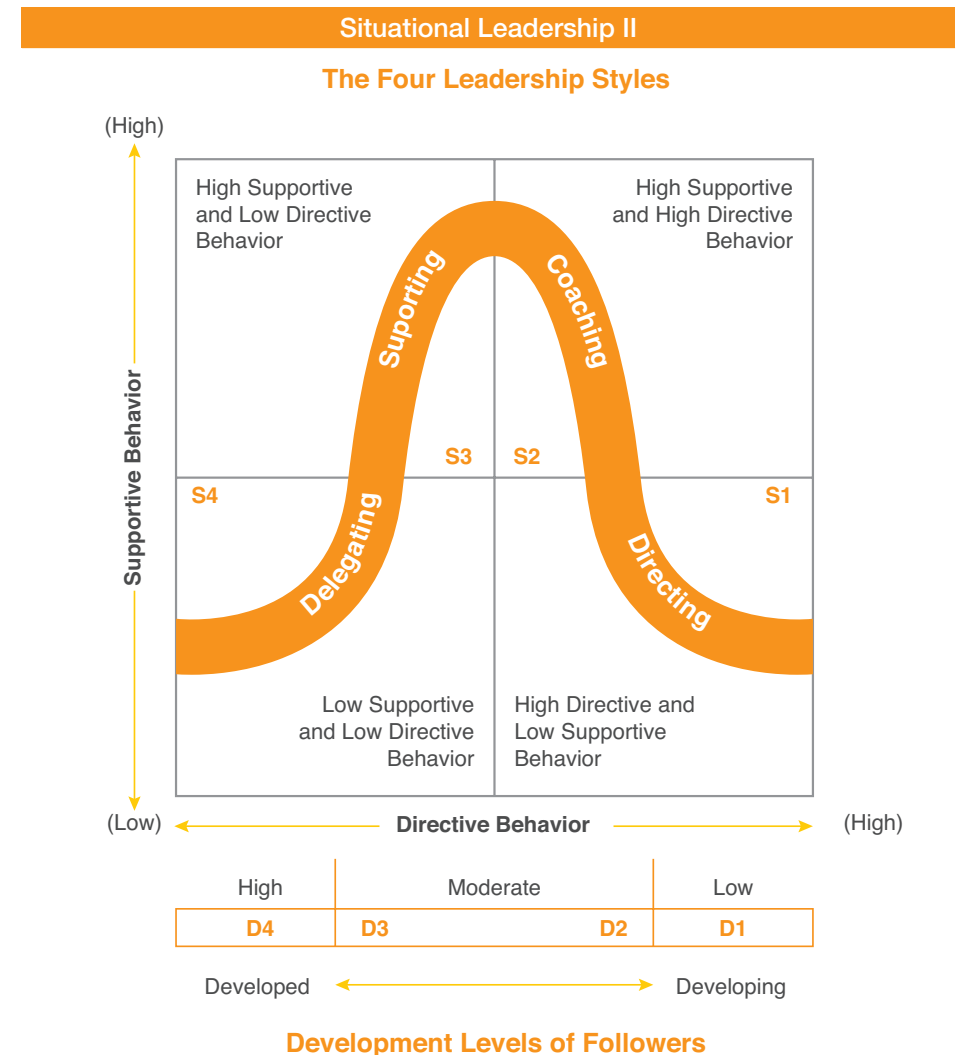 Situational Leadership II
The Four Leadership Styles
(High)
High Supportive
and Low Directive
Behavior
High Supportive
and High Directive
Behavior
Suporting
Coaching
Supportive Behavior
S3
S2
S4
S1
Delegating
Directing
Low Supportive
and Low Directive
Behavior
High Directive and
Low Supportive
Behavior
(Low)
Directive Behavior
(High)
High
Moderate
Low
D4
D3
D2
D1
Developed
Developing
Development Levels of Followers